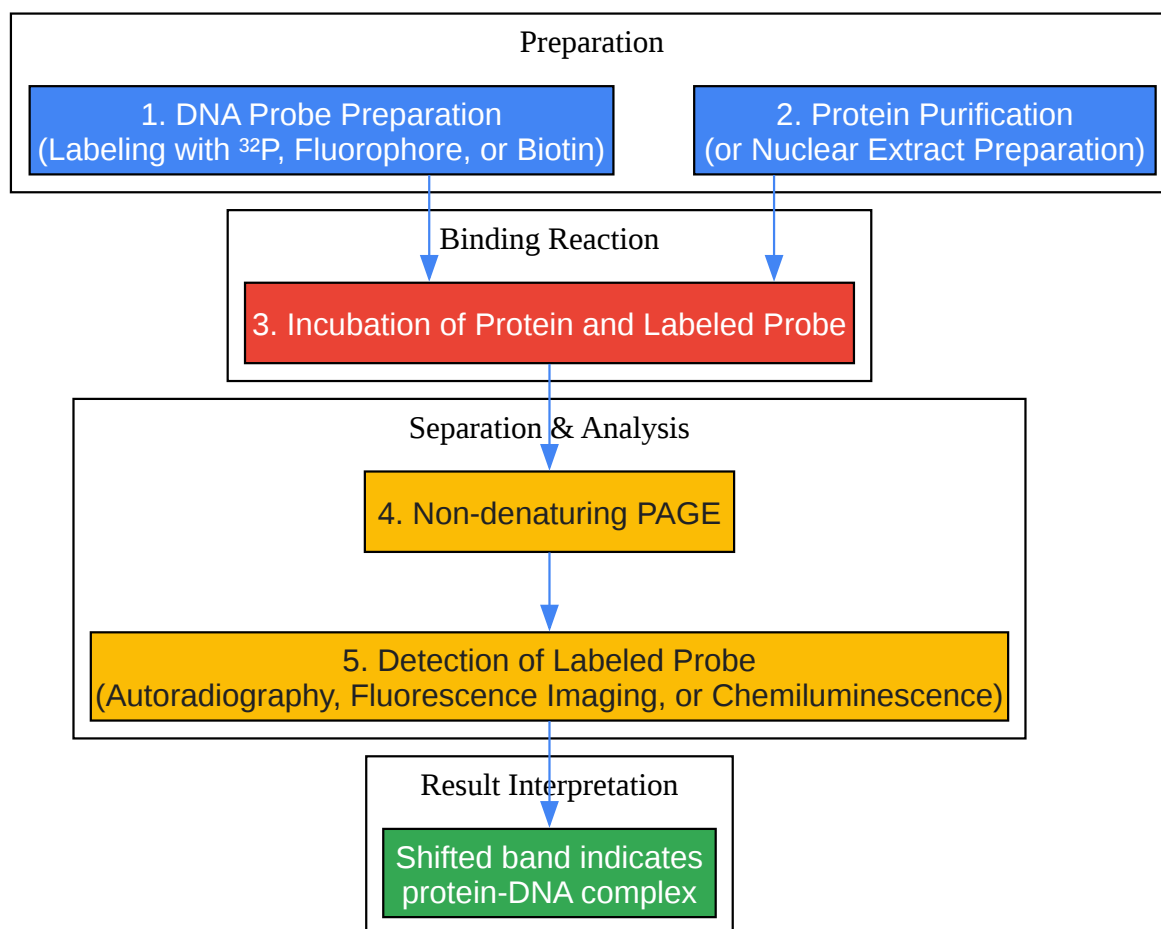 Preparation
1. DNA Probe Preparation
(Labeling with ³²P, Fluorophore, or Biotin)
2. Protein Purification
(or Nuclear Extract Preparation)
Binding Reaction
3. Incubation of Protein and Labeled Probe
Separation & Analysis
4. Non-denaturing PAGE
5. Detection of Labeled Probe
(Autoradiography, Fluorescence Imaging, or Chemiluminescence)
Result Interpretation
Shifted band indicates
protein-DNA complex